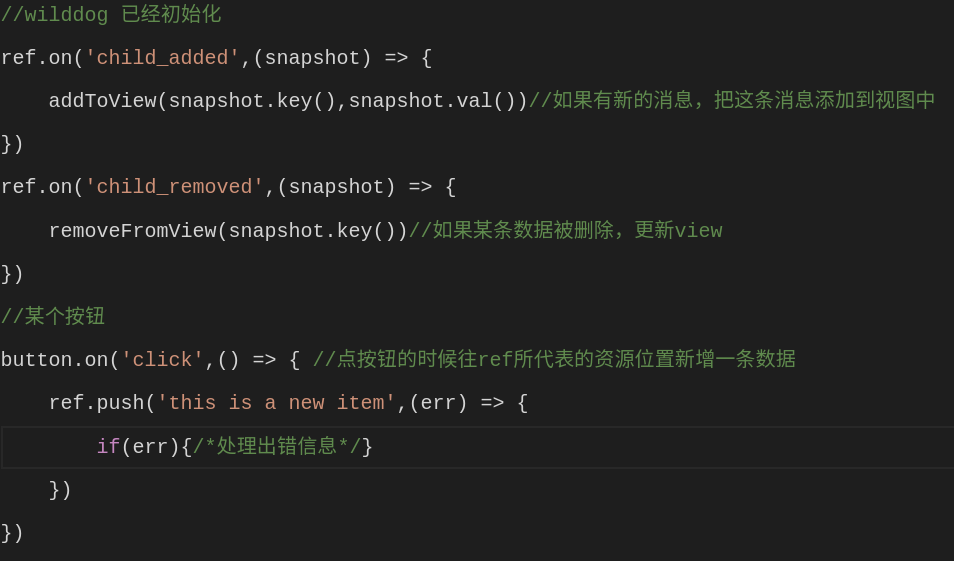 //wilddog 已经初始化
ref.on('child_added',(snapshot) => {
    addToView(snapshot.key(),snapshot.val())//如果有新的消息，把这条消息添加到视图中
})
ref.on('child_removed',(snapshot) => {
    removeFromView(snapshot.key())//如果某条数据被删除，更新view
})
//某个按钮
button.on('click',() => { //点按钮的时候往ref所代表的资源位置新增一条数据
    ref.push('this is a new item',(err) => {
        if(err){/*处理出错信息*/}
    })
})